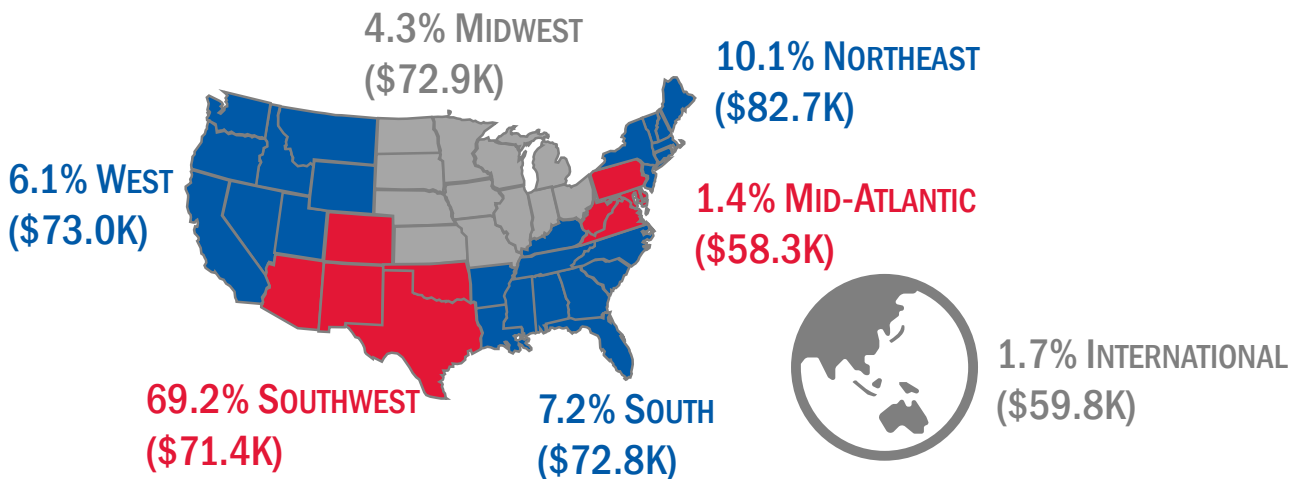 4.3% MIDWEST
($72.9K)
10.1% NORTHEAST
($82.7K)
6.1% WEST
($73.0K)
1.4% MID-ATLANTIC
($58.3K)
1.7% INTERNATIONAL
($59.8K)
69.2% SOUTHWEST
($71.4K)
7.2% SOUTH
($72.8K)